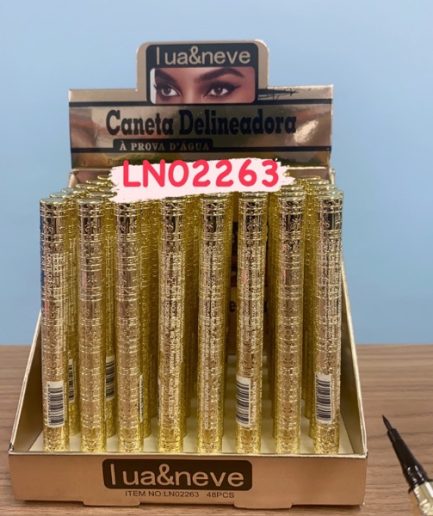 lua&neve
Caneta Delineadora
À PROVA D'ÁGUA
LN02263
lua&neve
ITEM NO:LN02263 48PCS